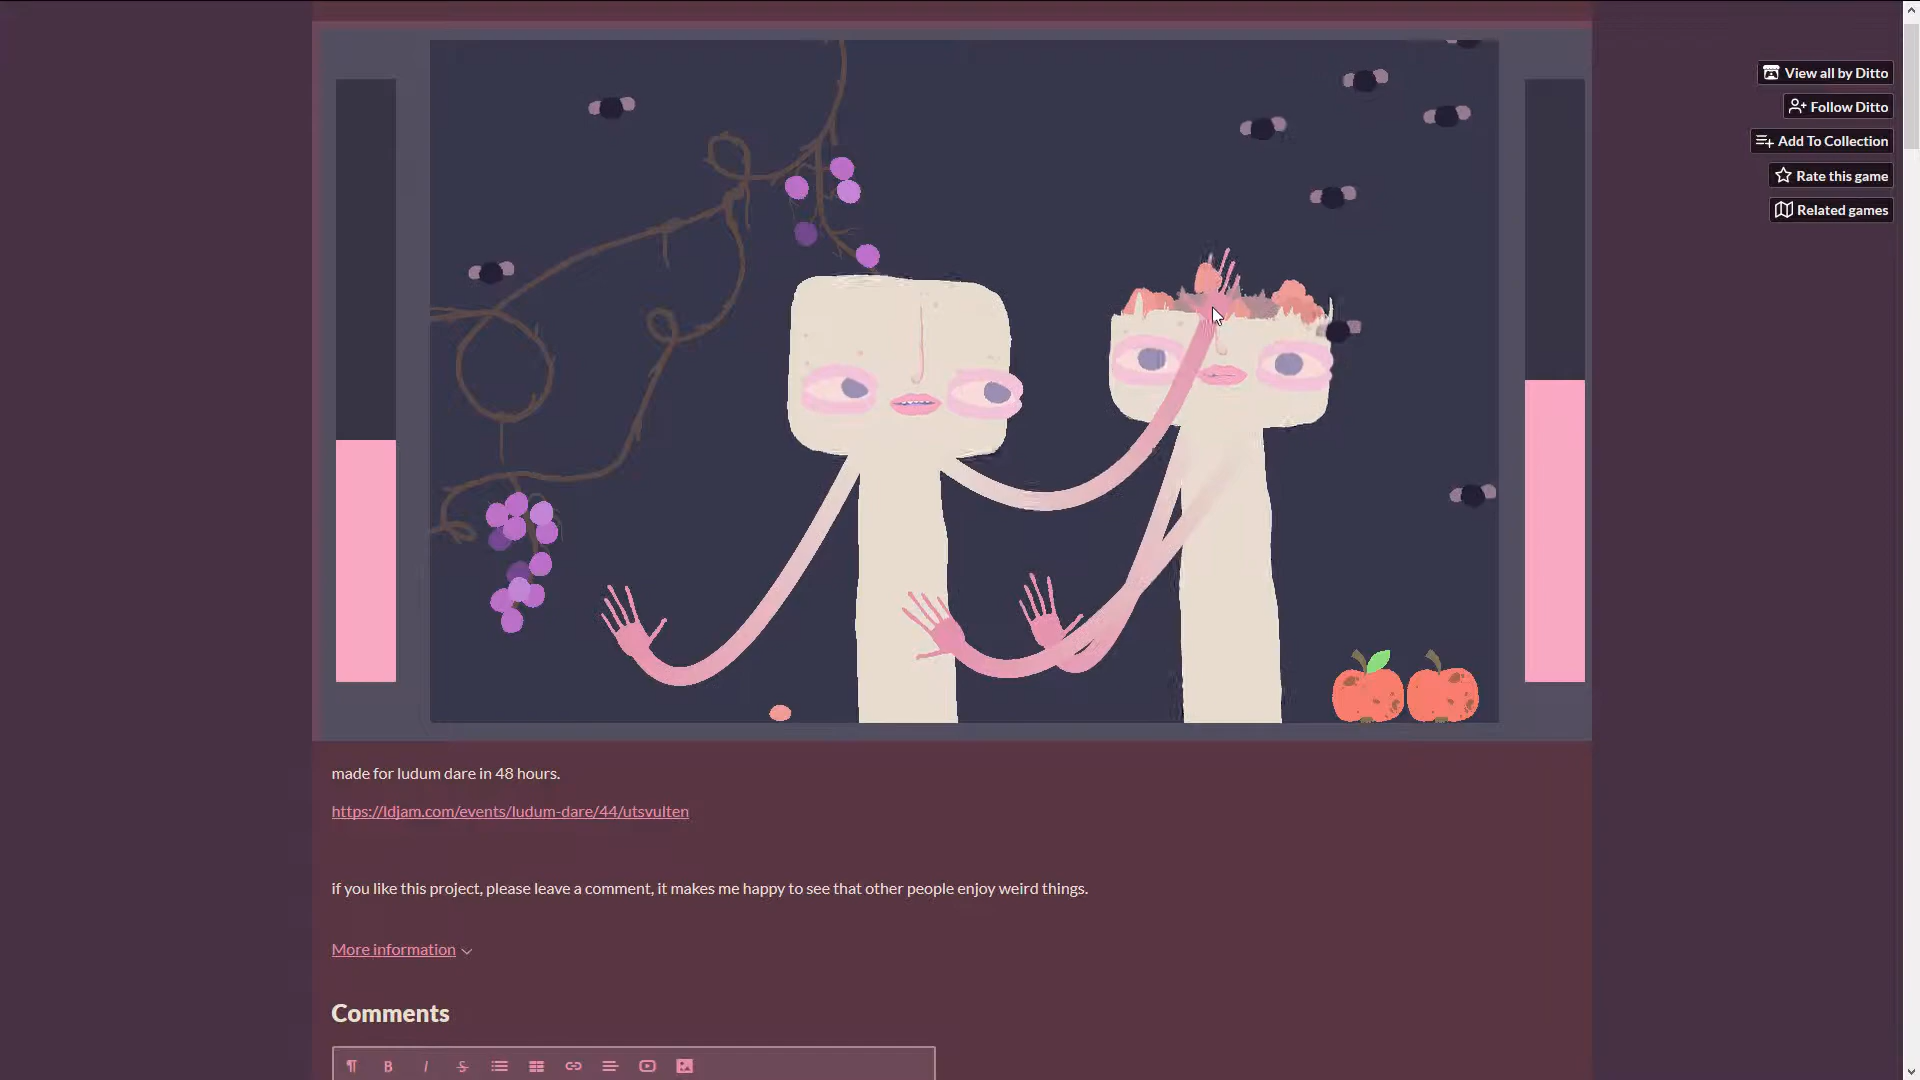 View all by Ditto
Follow Ditto
Add To Collection
Rate this game
Related games
made for ludum dare in 48 hours.
https://ldjam.com/events/ludum-dare/44/utsvulten
if you like this project, please leave a comment, it makes me happy to see that other people enjoy weird things.
More information
Comments